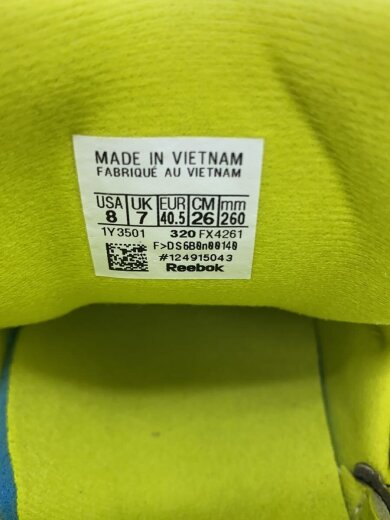 MADE IN VIETNAM
FABRIQUÉ AU VIETNAM
USA UK EUR CM mm
8 7 40.5 26 260
1Y3501 320 FX4261
F>DS6B0n00140
#124915043
Reebok